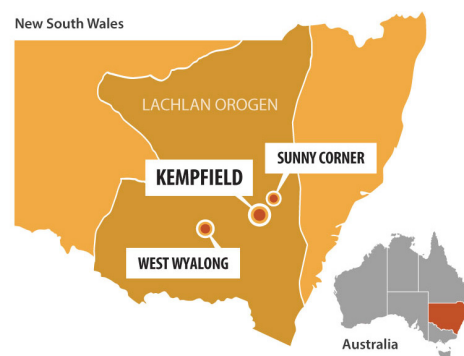 New South Wales
LACHLAN OROGEN
SUNNY CORNER
KEMPFIELD
WEST WYALONG
Australia